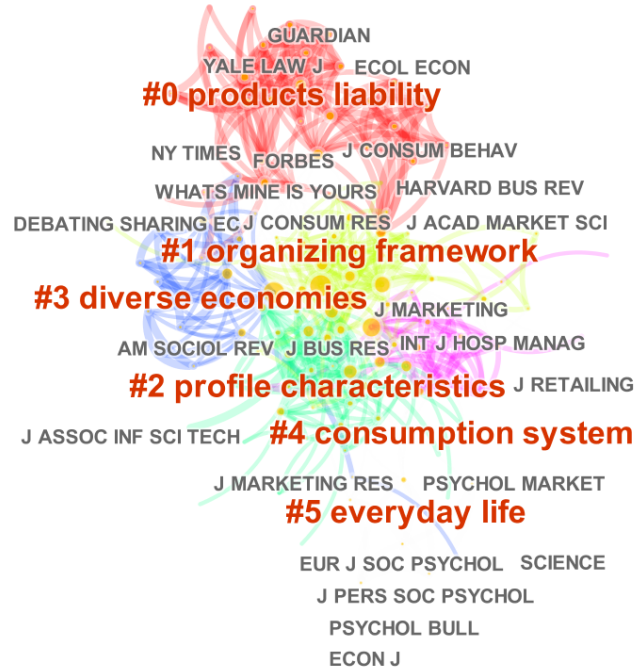 GUARDIAN
YALE LAW J
ECOL ECON
#0 products liability
NY TIMES
FORBES
J CONSUM BEHAV
WHATS MINE IS YOURS
HARVARD BUS REV
DEBATING SHARING EC
J CONSUM RES
J ACAD MARKET SCI
#1 organizing framework
#3 diverse economies
J MARKETING
AM SOCIOL REV
J BUS RES
INT J HOSP MANAG
#2 profile characteristics
J RETAILING
J ASSOC INF SCI TECH
#4 consumption system
J MARKETING RES
PSYCHOL MARKET
#5 everyday life
EUR J SOC PSYCHOL
SCIENCE
J PERS SOC PSYCHOL
PSYCHOL BULL
ECON J